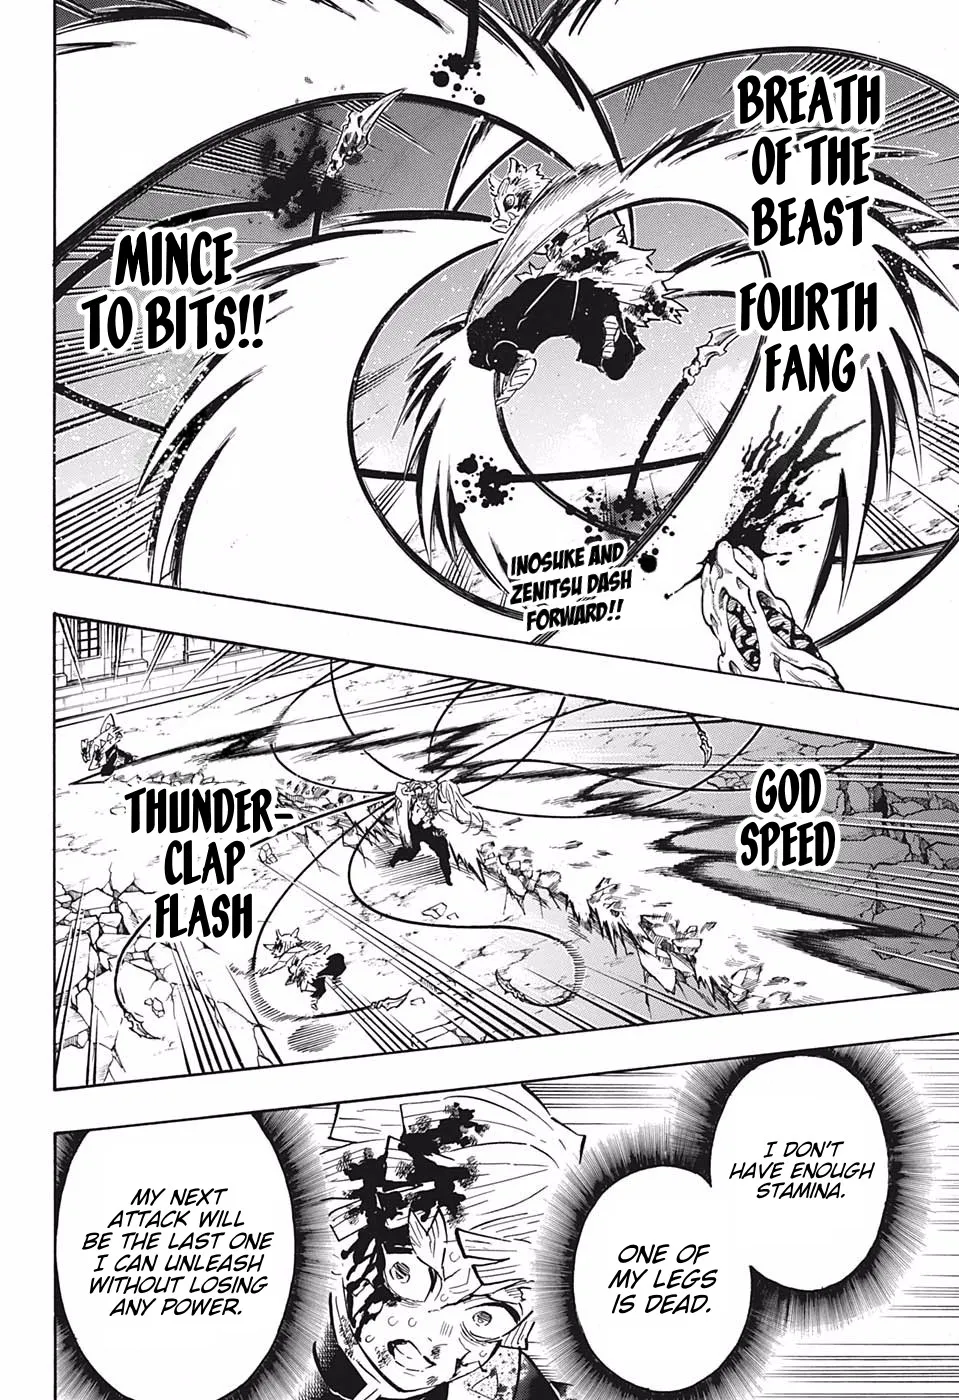 BREATH
OF THE
BEAST
FOURTH
FANG
MINCE
TO BITS!!
INOSUKE AND
ZENITSU DASH
FORWARD!!
GOD
SPEED
THUNDER-
CLAP
FLASH
I DON'T
HAVE ENOUGH
STAMINA.
ONE OF
MY LEGS
IS DEAD.
MY NEXT
ATTACK WILL
BE THE LAST ONE
I CAN UNLEASH
WITHOUT LOSING
ANY POWER.